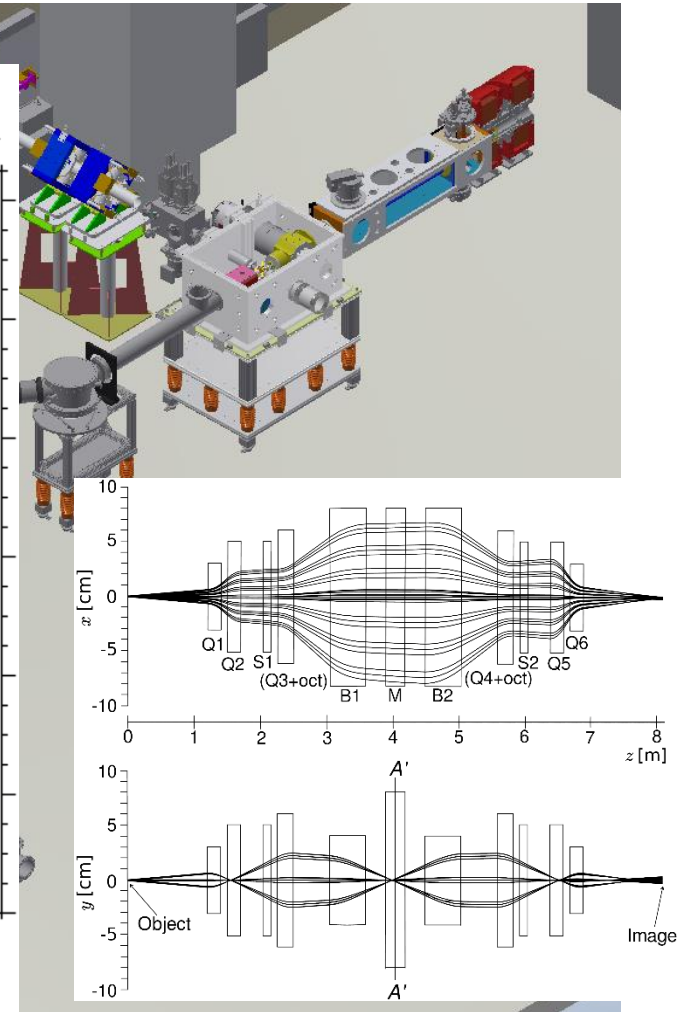 10
5
0
-5
-10
x [cm]
Q1
Q2
S1
(Q3+oct)
B1
M
B2
(Q4+oct)
S2
Q5
Q6
0 1 2 3 4 5 6 7 8
z [m]
A'
10
5
0
-5
-10
y [cm]
Object
Image
A'